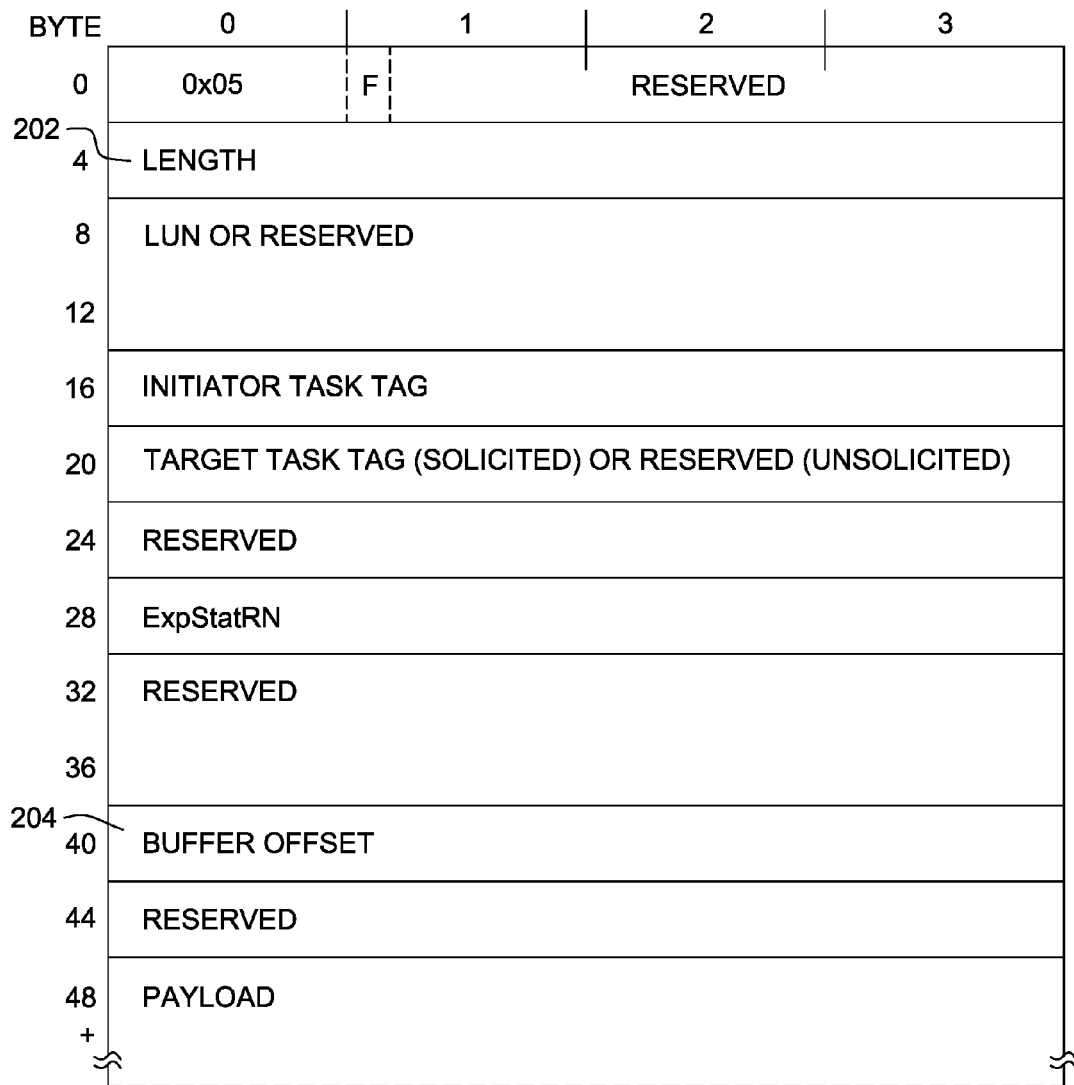 BYTE 0 1 2 3
0 0x05 F RESERVED
202
4 LENGTH
8 LUN OR RESERVED
12
16 INITIATOR TASK TAG
20 TARGET TASK TAG (SOLICITED) OR RESERVED (UNSOLICITED)
24 RESERVED
28 ExpStatRN
32 RESERVED
36
204
40 BUFFER OFFSET
44 RESERVED
48 PAYLOAD
+